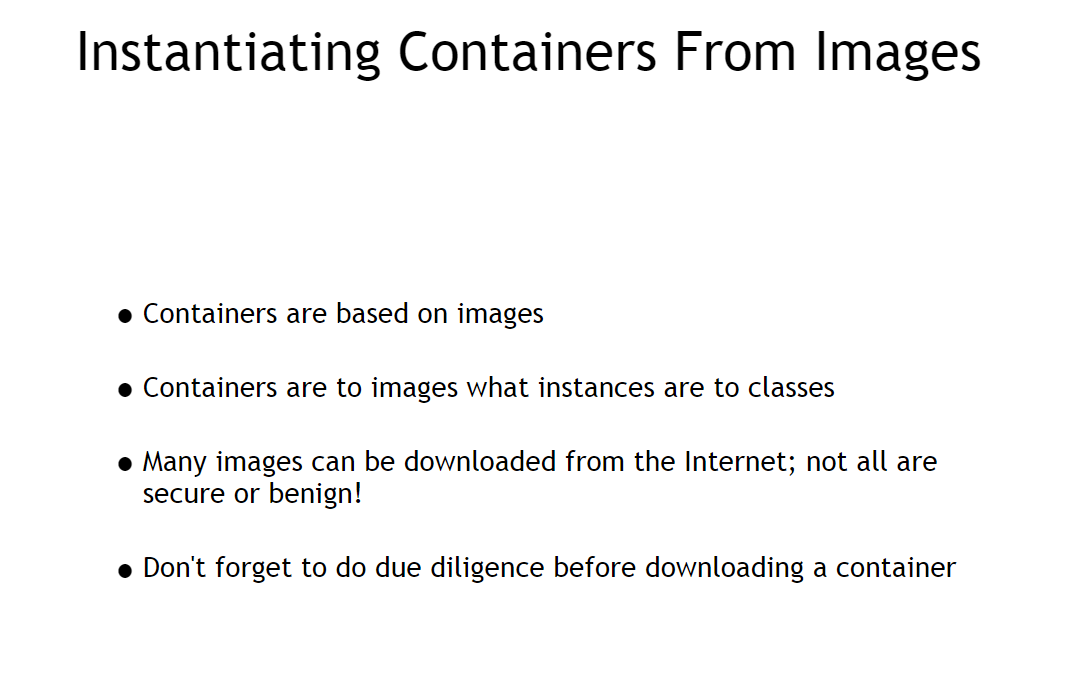 Instantiating Containers From Images
● Containers are based on images
● Containers are to images what instances are to classes
● Many images can be downloaded from the Internet; not all are
secure or benign!
● Don't forget to do due diligence before downloading a container